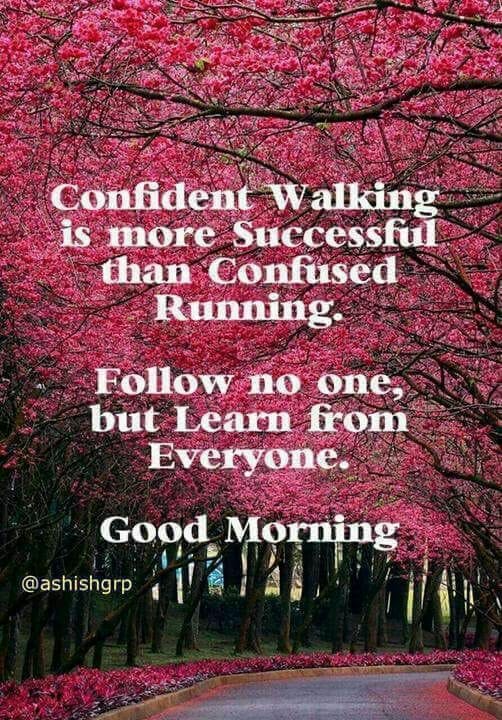 Confident Walking
is more Successful
than Confused
Running.
Follow no one,
but Learn from
Everyone.
Good Morning
@ashishgrp